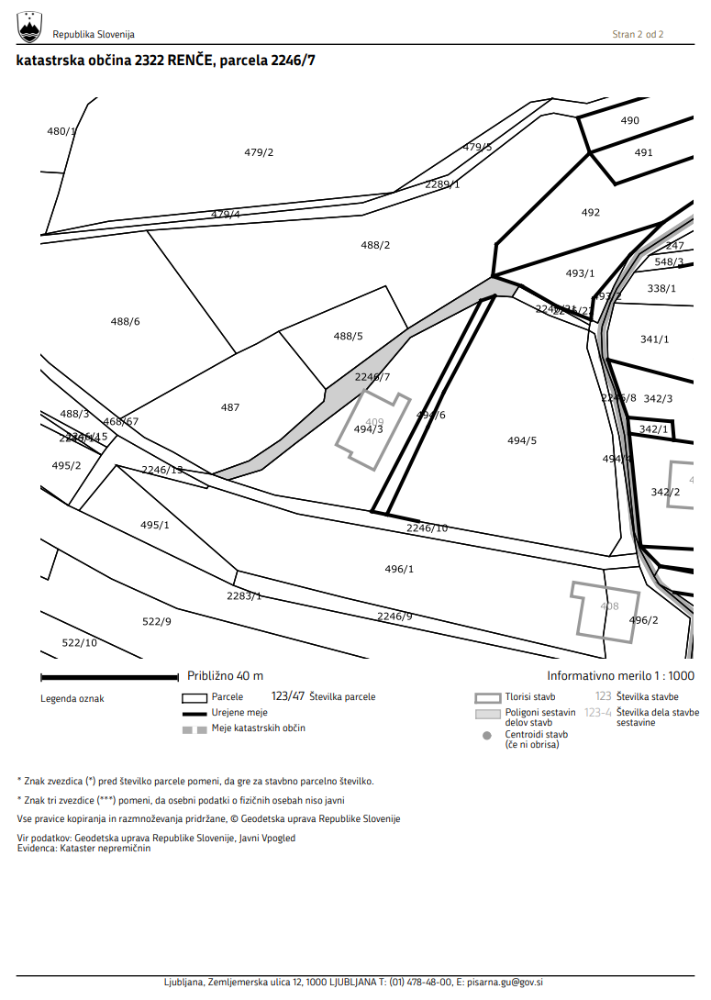 Republika Slovenija
Stran 2 od 2
katastrska občina 2322 RENČE, parcela 2246/7
490
480/1
479/5
479/2
491
2289/1
479/4
492
488/2
247
548/3
493/1
338/1
493/2
488/6
488/5
341/1
2246/7
2246/8
342/3
487
488/3
468/67
409
494/3
494/6
342/1
494/5
495/2
2246/13
342/2
495/1
2246/10
496/1
2283/1
408
2246/9
496/2
522/9
522/10
Približno 40 m
Informativno merilo 1 : 1000
Legenda oznak
Parcele
123/47 Številka parcele
Urejene meje
Meje katastrskih občin
Tlorisi stavb
123 Številka stavbe
Poligoni sestavin
delov stavb
123-4 Številka dela stavbe
sestavine
Centroidi stavb
(če ni obrisa)
* Znak zvezdica (*) pred številko parcele pomeni, da gre za stavbno parcelno številko.
* Znak tri zvezdice (***) pomeni, da osebni podatki o fizičnih osebah niso javni
Vse pravice kopiranja in razmnoževanja pridržane, © Geodetska uprava Republike Slovenije
Vir podatkov: Geodetska uprava Republike Slovenije, Javni Vpogled
Evidenca: Kataster nepremičnin
Ljubljana, Zemljemerska ulica 12, 1000 LJUBLJANA T: (01) 478-48-00, E: pisarna.gu@gov.si